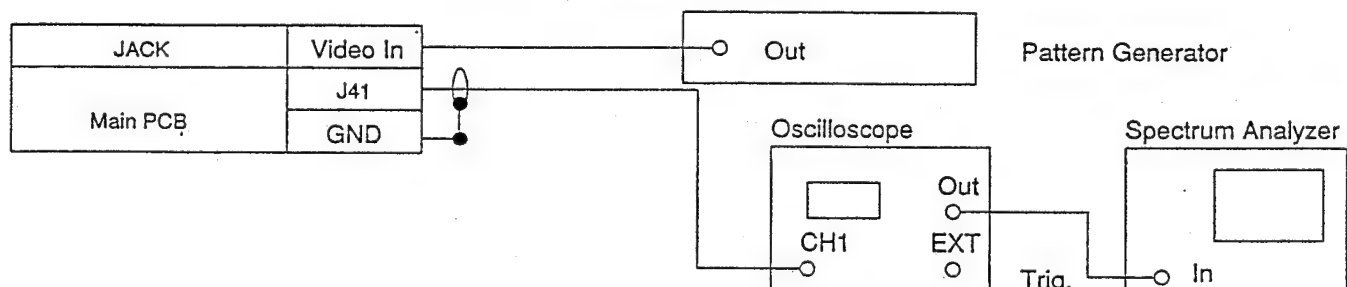 JACK
Video In
Out
Pattern Generator
J41
Main PCB
GND
Oscilloscope
Spectrum Analyzer
Out
CH1
EXT
Trig.
In